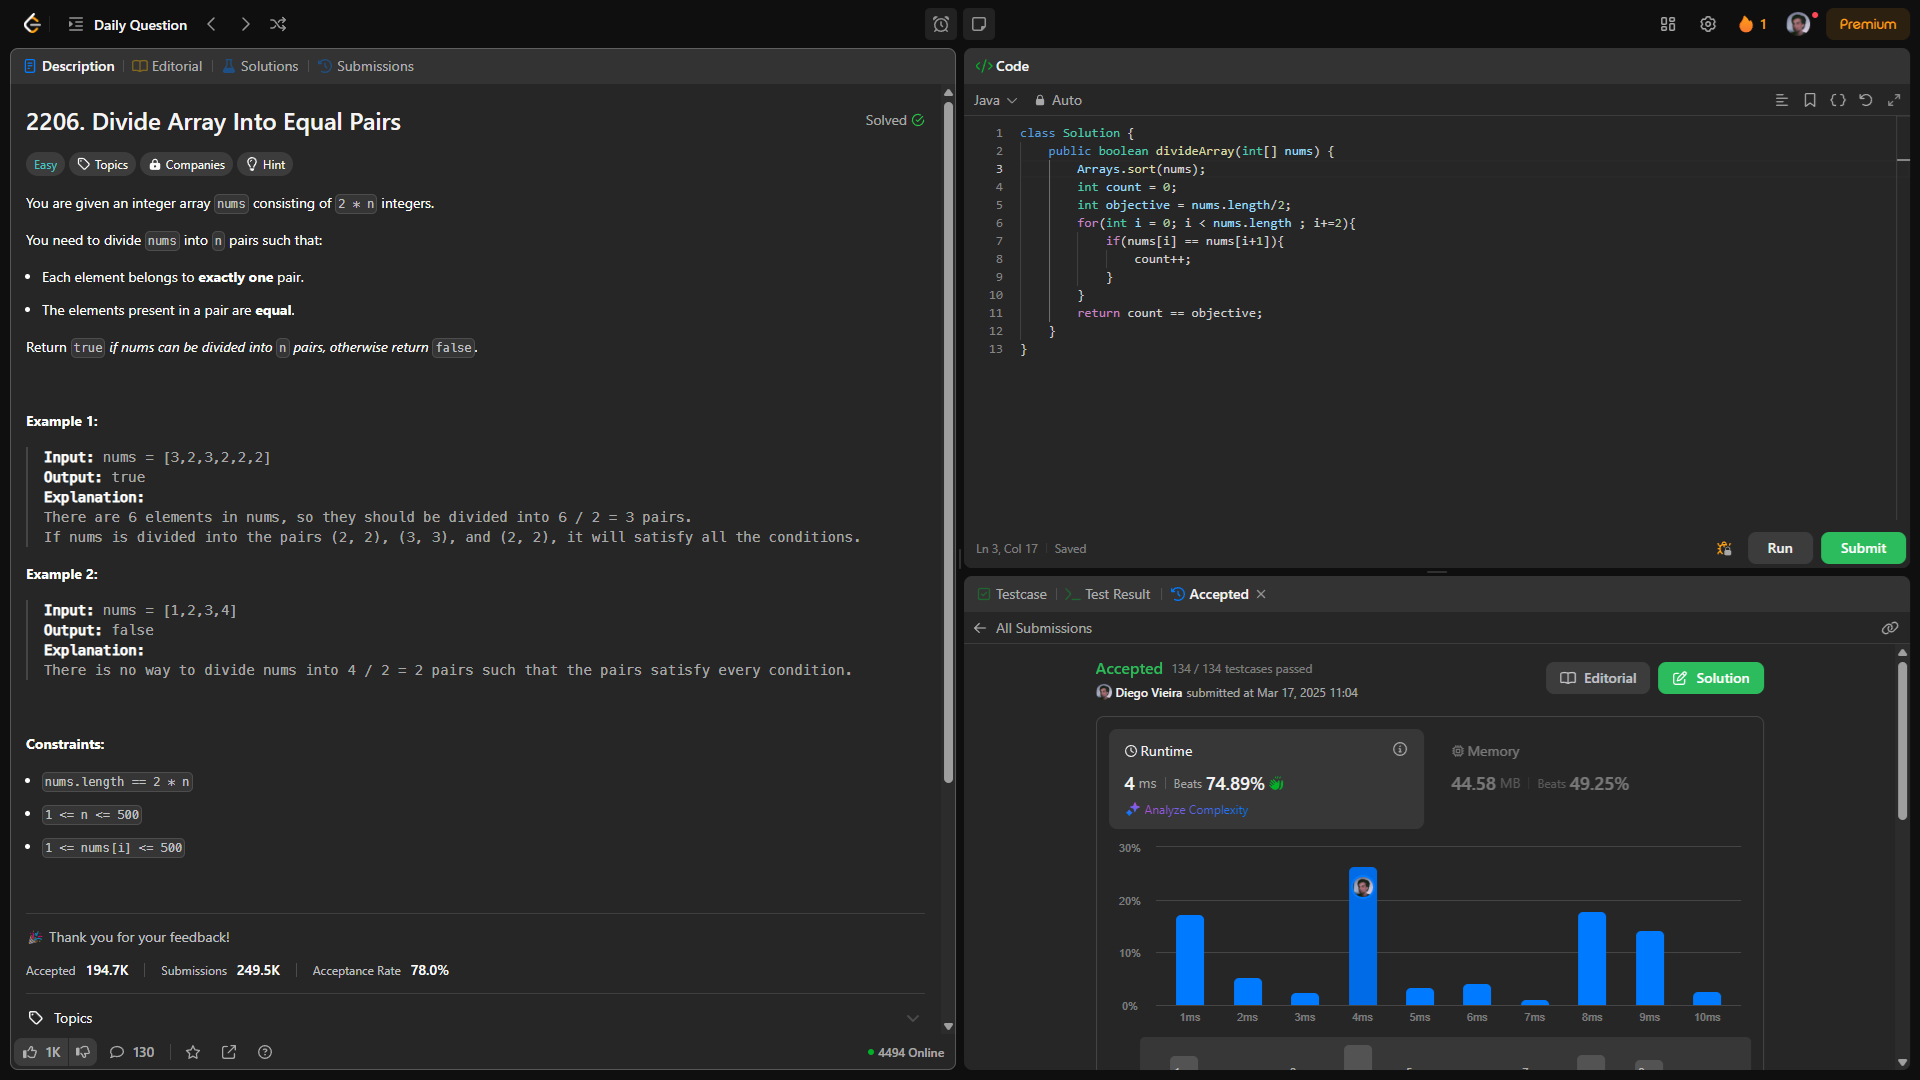 Daily Question
1
Premium
Description
Editorial
Solutions
Submissions
2206. Divide Array Into Equal Pairs
Solved
Easy
Topics
Companies
Hint
You are given an integer array nums consisting of 2 * n integers.
You need to divide nums into n pairs such that:
Each element belongs to exactly one pair.
The elements present in a pair are equal.
Return true if nums can be divided into n pairs, otherwise return false.
Example 1:
Input: nums = [3,2,3,2,2,2]
Output: true
Explanation:
There are 6 elements in nums, so they should be divided into 6 / 2 = 3 pairs.
If nums is divided into the pairs (2, 2), (3, 3), and (2, 2), it will satisfy all the conditions.
Example 2:
Input: nums = [1,2,3,4]
Output: false
Explanation:
There is no way to divide nums into 4 / 2 = 2 pairs such that the pairs satisfy every condition.
Constraints:
nums.length == 2 * n
1 <= n <= 500
1 <= nums[i] <= 500
Thank you for your feedback!
Accepted 194.7K
Submissions 249.5K
Acceptance Rate 78.0%
Topics
1K
130
4494 Online
</> Code
Java
Auto
1 class Solution {
2 public boolean divideArray(int[] nums) {
3 Arrays.sort(nums);
4 int count = 0;
5 int objective = nums.length/2;
6 for(int i = 0; i < nums.length ; i+=2){
7 if(nums[i] == nums[i+1]){
8 count++;
9 }
10 }
11 return count == objective;
12 }
13 }
Ln 3, Col 17
Saved
Run
Submit
Testcase
Test Result
Accepted
All Submissions
Accepted 134 / 134 testcases passed
Diego Vieira submitted at Mar 17, 2025 11:04
Editorial
Solution
Runtime
4 ms
Beats 74.89%
Analyze Complexity
Memory
44.58 MB
Beats 49.25%
30%
20%
10%
0%
1ms
2ms
3ms
4ms
5ms
6ms
7ms
8ms
9ms
10ms